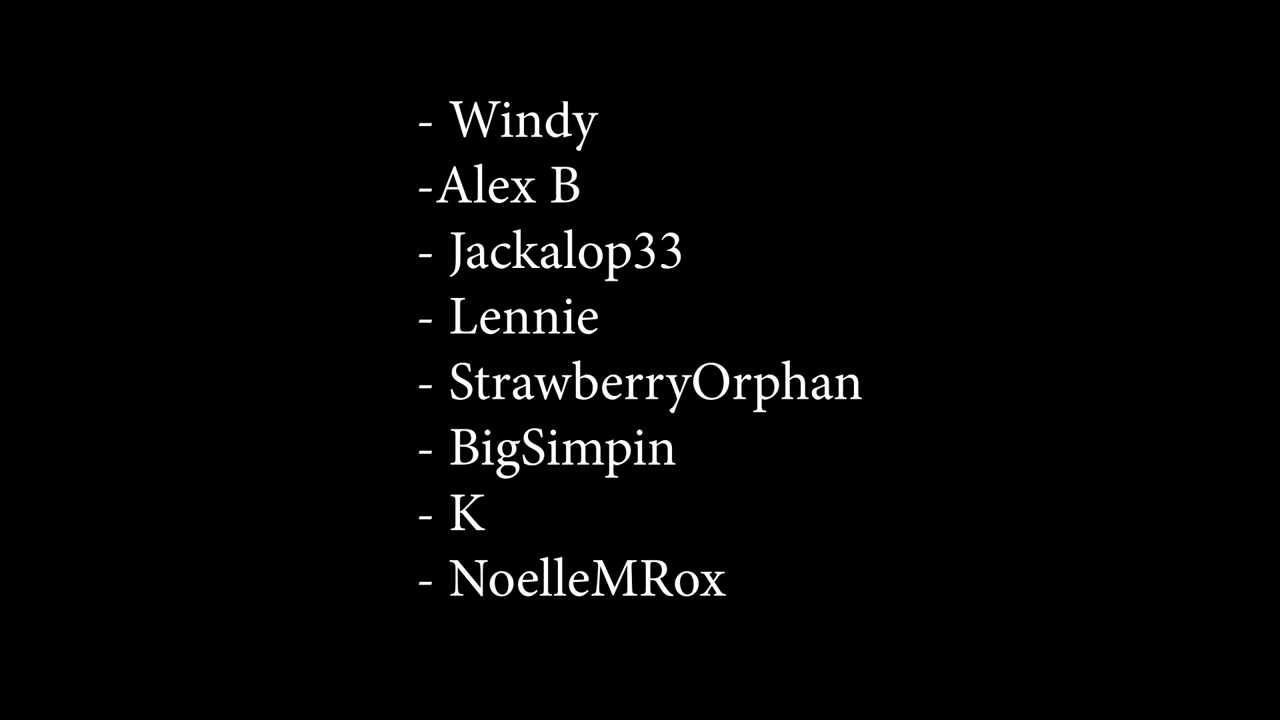 - Windy
-Alex B
- Jackalop33
- Lennie
- StrawberryOrphan
- BigSimpin
- K
- NoelleMRox